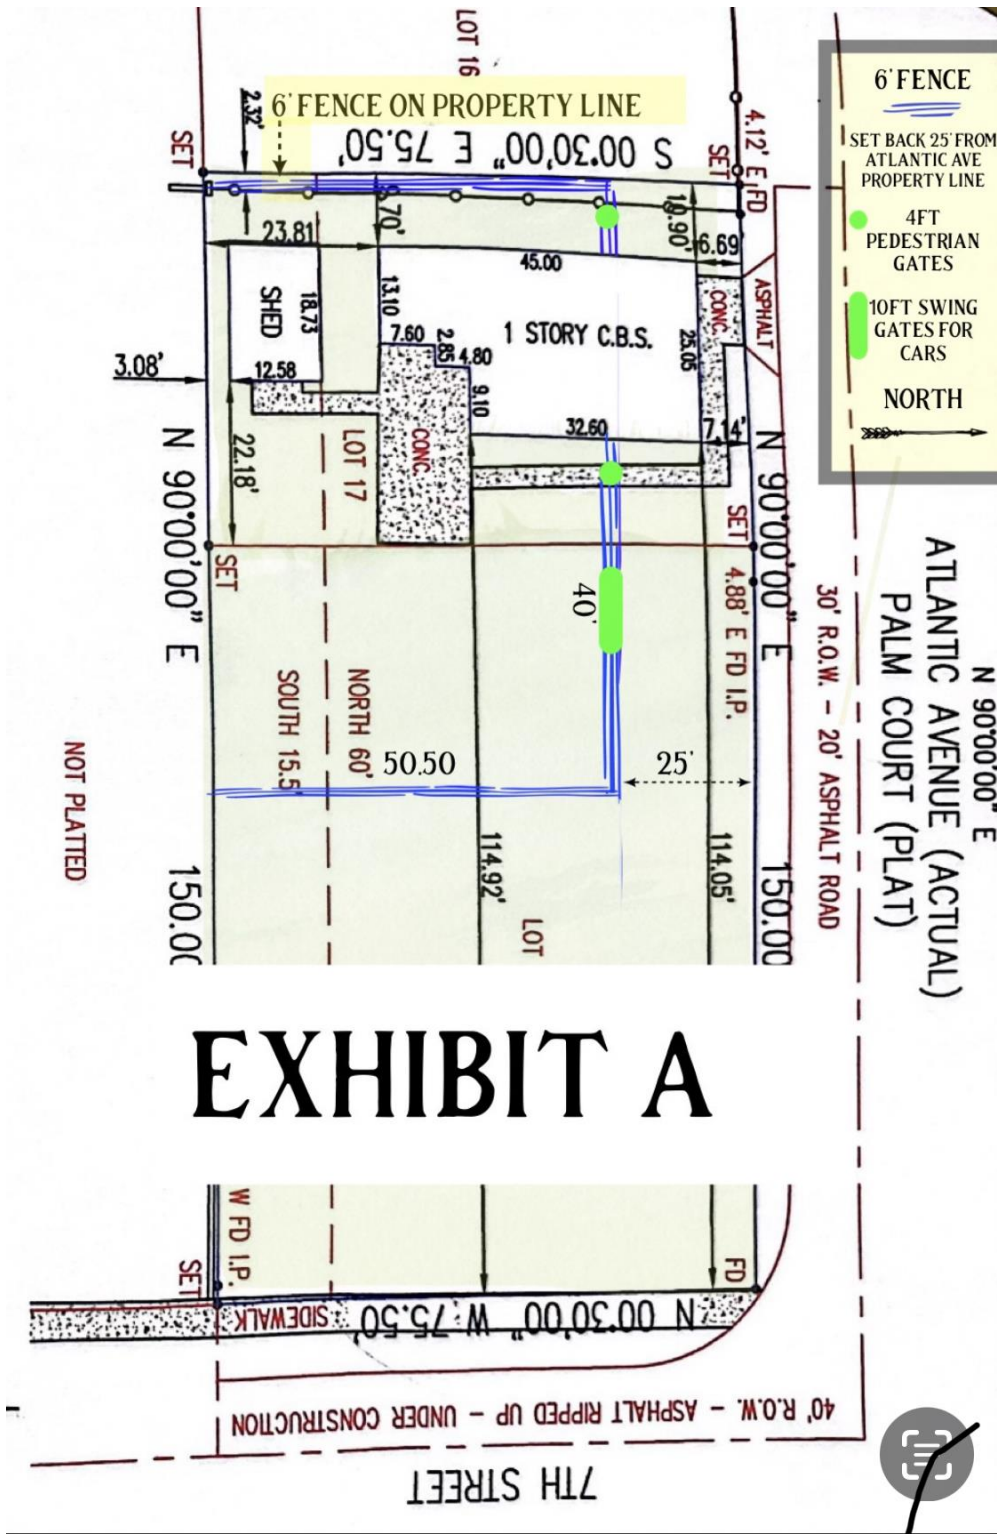 LOT 16
6' FENCE ON PROPERTY LINE
2.32'
S 00°30'00" E 75.50'
SET
SET
4.12' E FD
6' FENCE
SET BACK 25' FROM
ATLANTIC AVE
PROPERTY LINE
4FT
PEDESTRIAN
GATES
10FT SWING
GATES FOR
CARS
NORTH
23.81
70'
19.90'
6.69
45.00
SHED
18.73
13.10
7.60
2.85
4.80
1 STORY C.B.S.
25.05
CONC.
ASPHALT
3.08'
12.58
9.10
32.60
7.14'
CONC.
LOT 17
22.18'
N 90°00'00" E
N 90°00'00" E
SET
SET
4.88' E FD I.P.
40'
30' R.O.W. - 20' ASPHALT ROAD
ATLANTIC AVENUE (ACTUAL)
PALM COURT (PLAT)
N 90°00'00" E
SOUTH 15.5
NORTH 60'
50.50
25'
NOT PLATTED
114.92'
114.05'
150.00
150.00
LOT
EXHIBIT A
W FD I.P.
SET
FD
SIDEWALK
N 00°30'00" W 75.50'
40' R.O.W. - ASPHALT RIPPED UP - UNDER CONSTRUCTION
7TH STREET